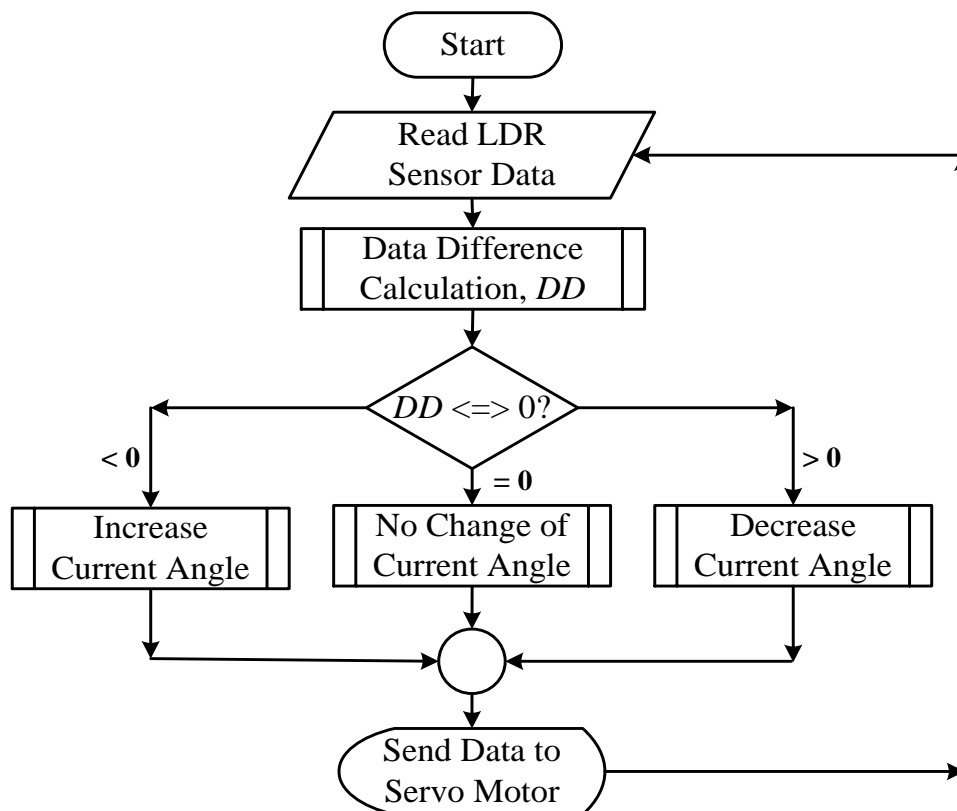 Start
Read LDR
Sensor Data
Data Difference
Calculation, DD
DD <=> 0?
< 0
= 0
> 0
Increase
Current Angle
No Change of
Current Angle
Decrease
Current Angle
Send Data to
Servo Motor